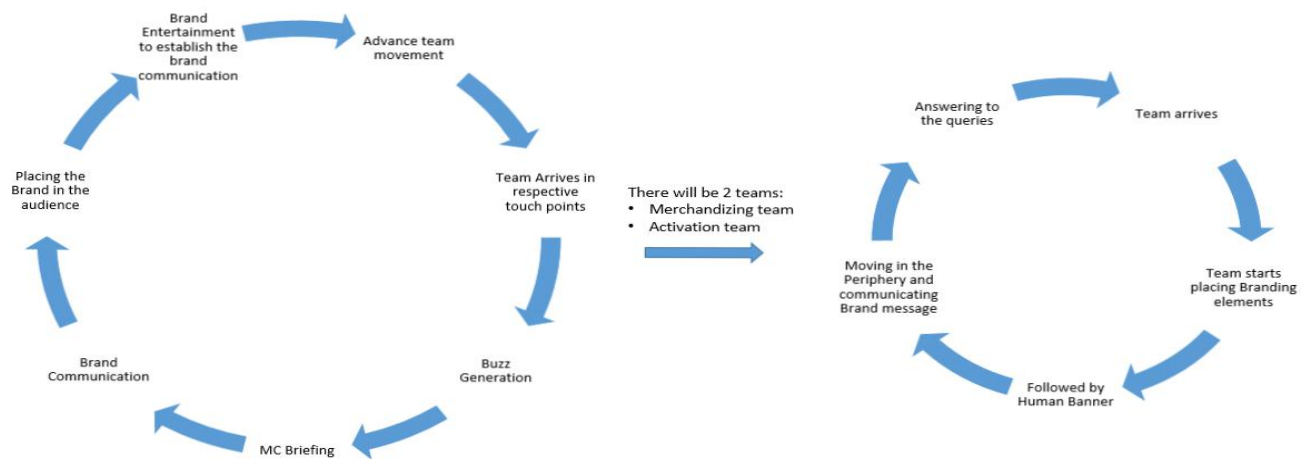 Brand
Entertainment
to establish the
brand
communication
Advance team
movement
Team Arrives in
respective
touch points
Buzz
Generation
MC Briefing
Brand
Communication
Placing the
Brand in the
audience
There will be 2 teams:
• Merchandizing team
• Activation team
Answering to
the queries
Team arrives
Team starts
placing Branding
elements
Followed by
Human Banner
Moving in the
Periphery and
communicating
Brand message